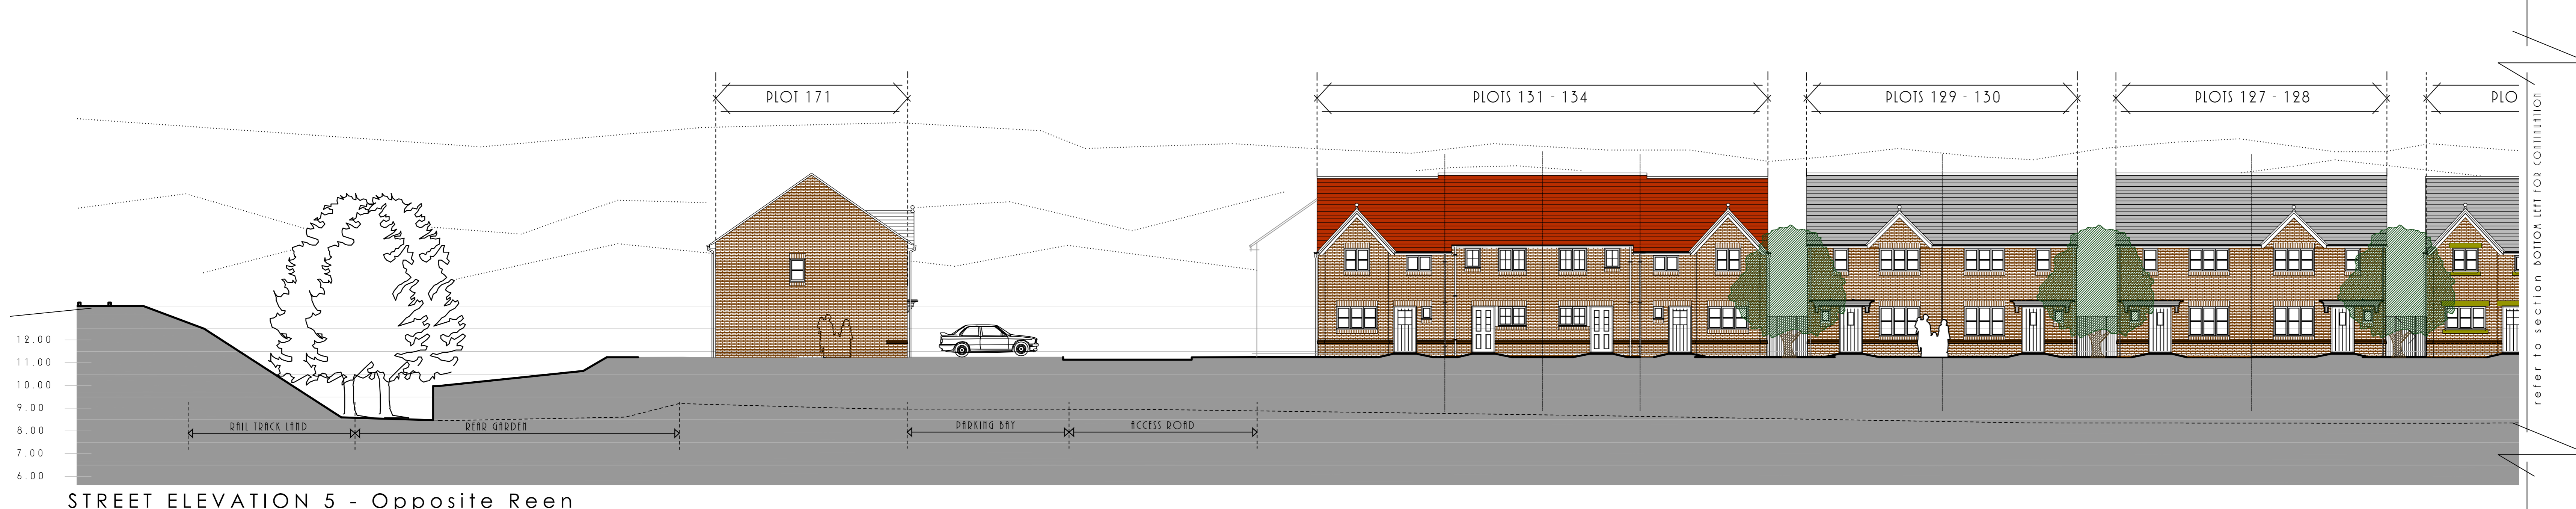 PLOT 171
PLOTS 131 - 134
PLOTS 129 - 130
PLOTS 127 - 128
PLO
refer to section BOTTOM LEFT FOR CONTINUATION
12.00
11.00
10.00
9.00
8.00
7.00
6.00
RAIL TRACK LAND
REAR GARDEN
PARKING BAY
ACCESS ROAD
STREET ELEVATION 5 - Opposite Reen